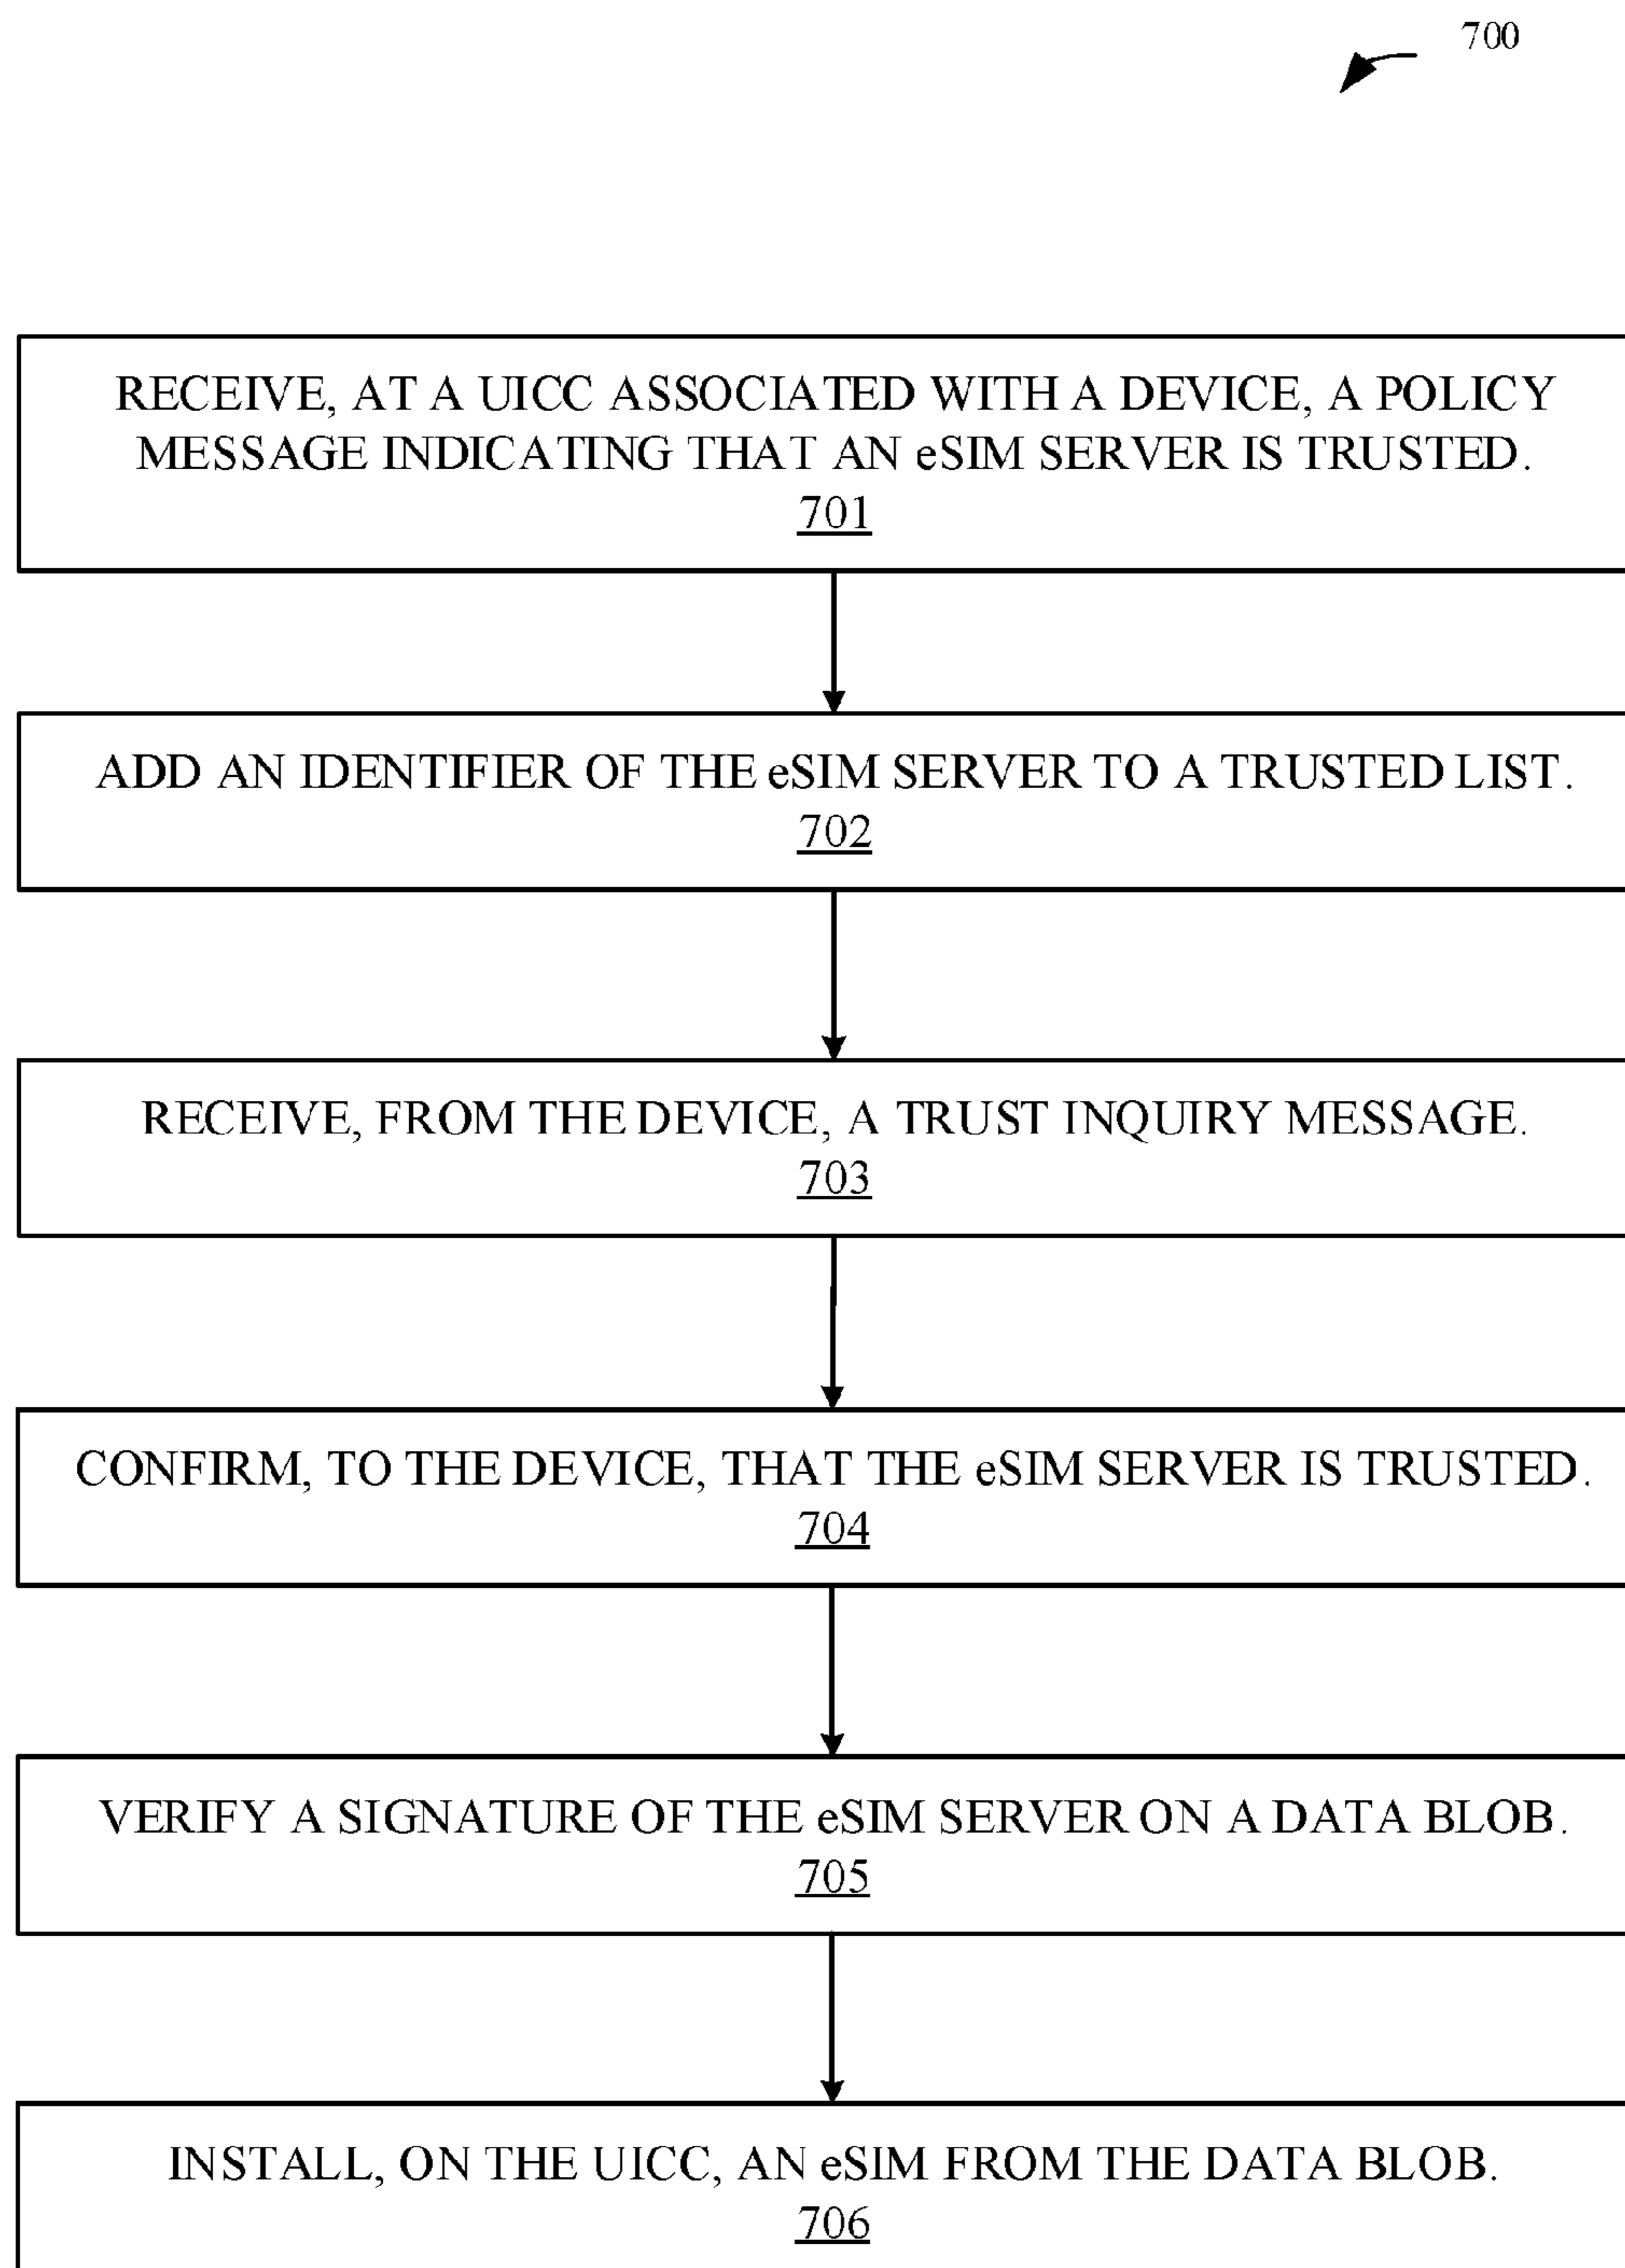 700
RECEIVE, AT A UICC ASSOCIATED WITH A DEVICE, A POLICY
MESSAGE INDICATING THAT AN eSIM SERVER IS TRUSTED.
701
ADD AN IDENTIFIER OF THE eSIM SERVER TO A TRUSTED LIST.
702
RECEIVE, FROM THE DEVICE, A TRUST INQUIRY MESSAGE.
703
CONFIRM, TO THE DEVICE, THAT THE eSIM SERVER IS TRUSTED.
704
VERIFY A SIGNATURE OF THE eSIM SERVER ON A DATA BLOB.
705
INSTALL, ON THE UICC, AN eSIM FROM THE DATA BLOB.
706